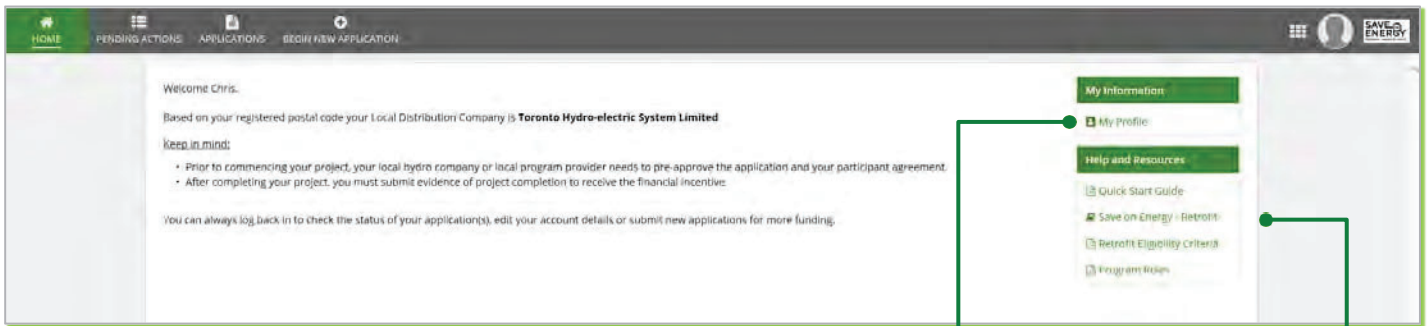 HOME PENDING ACTIONS APPLICATIONS BEGIN NEW APPLICATION
SAVE ON
ENERGY
Welcome Chris.
Based on your registered postal code your Local Distribution Company is Toronto Hydro-electric System Limited
Keep in mind:
• Prior to commencing your project, your local hydro company or local program provider needs to pre-approve the application and your participant agreement.
• After completing your project, you must submit evidence of project completion to receive the financial incentive
You can always log back in to check the status of your application(s), edit your account details or submit new applications for more funding.
My Information
My Profile
Help and Resources
Quick Start Guide
Save on Energy - Retrofit
Retrofit Eligibility Criteria
Program Rules